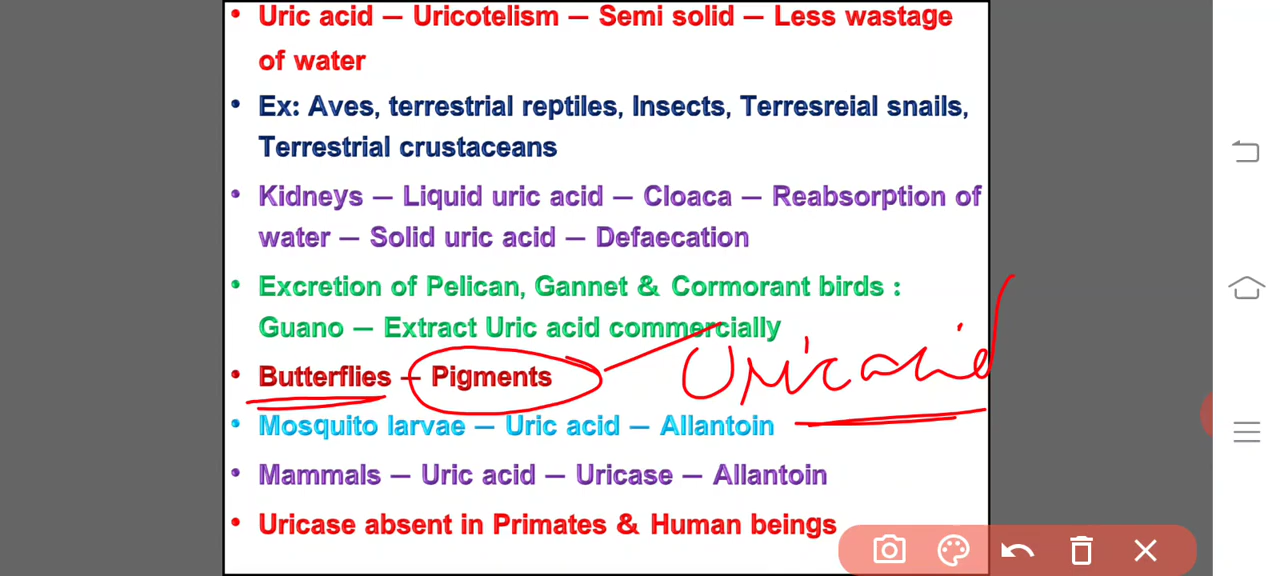 • Uric acid – Uricotelism – Semi solid – Less wastage
of water
• Ex: Aves, terrestrial reptiles, Insects, Terresreial snails,
Terrestrial crustaceans
• Kidneys – Liquid uric acid – Cloaca – Reabsorption of
water – Solid uric acid – Defaecation
• Excretion of Pelican, Gannet & Cormorant birds :
Guano – Extract Uric acid commercially
• Butterflies – Pigments Uric acid
• Mosquito larvae – Uric acid – Allantoin
• Mammals – Uric acid – Uricase – Allantoin
• Uricase absent in Primates & Human beings